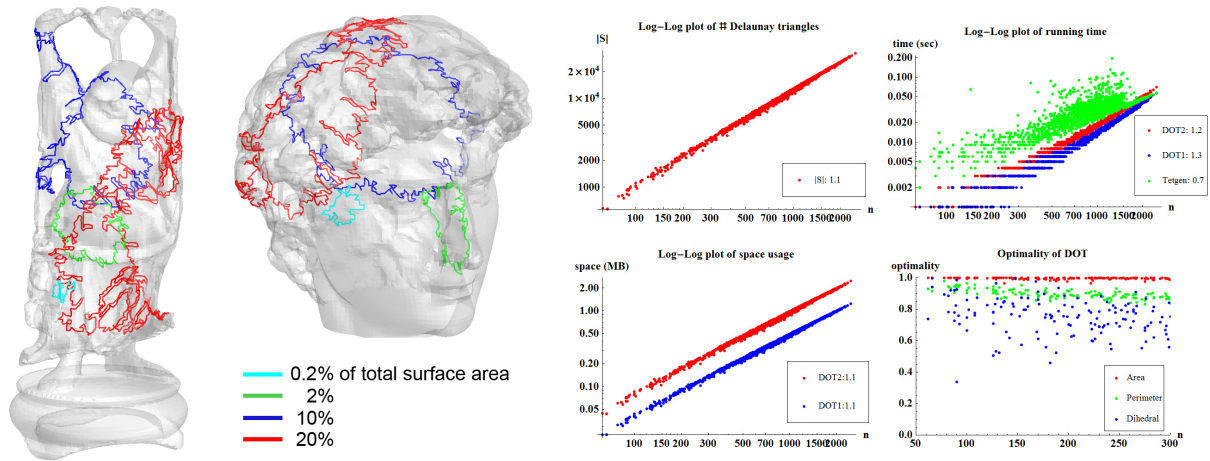 0.2% of total surface area
2%
10%
20%
Log-Log plot of # Delaunay triangles
|S|
2×10⁴
1×10⁴
5000
2000
1000
50 100 150 200 300 500 700 1000 1500 2000 n
|S|: 1.1
Log-Log plot of running time
time (sec)
0.200
0.100
0.050
0.020
0.010
0.005
0.002
50 100 150 200 300 500 700 1000 1500 2000 n
DOT2: 1.2
DOT1: 1.3
Tetgen: 0.7
Log-Log plot of space usage
space (MB)
2.00
1.00
0.50
0.20
0.10
0.05
50 100 150 200 300 500 700 1000 1500 2000 n
DOT2:1.1
DOT1:1.1
Optimality of DOT
optimality
1.0
0.8
0.6
0.4
0.2
0.0
50 100 150 200 250 300 n
Area
Perimeter
Dihedral